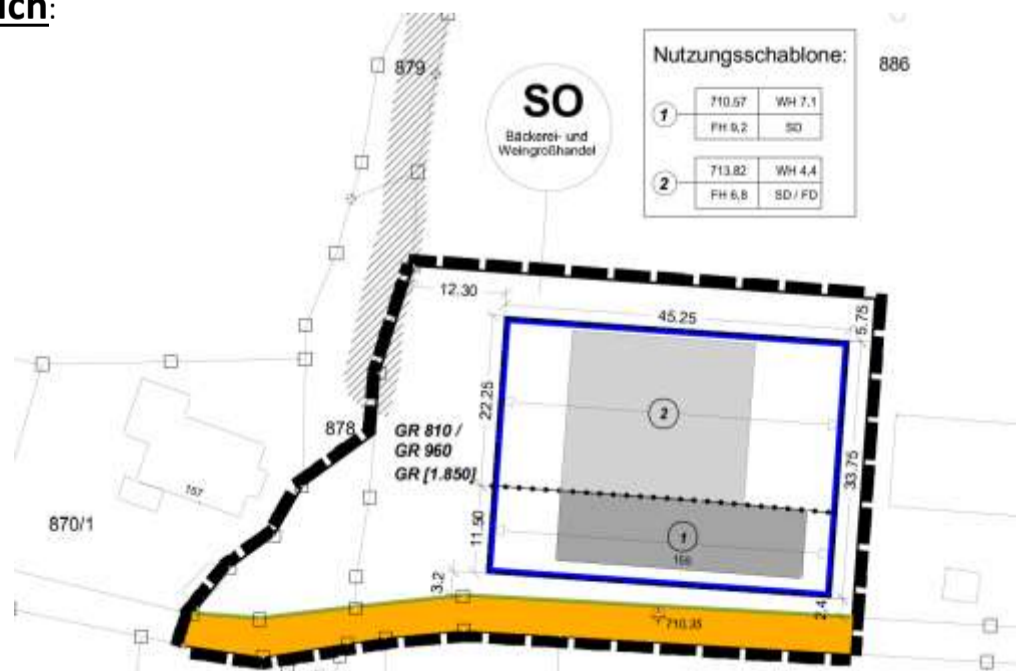 ich:
879
SO
Bäckerei- und
Weingroßhandel
Nutzungsschablone:
1
710.57 WH 7.1
FH 9,2 SD
2
713.82 WH 4.4
FH 6,8 SD / FD
886
12.30
45.25
5.75
22.25
2
33.75
878
GR 810 /
GR 960
GR [1.850]
157
870/1
11.50
1
3.2
2.4
710.35